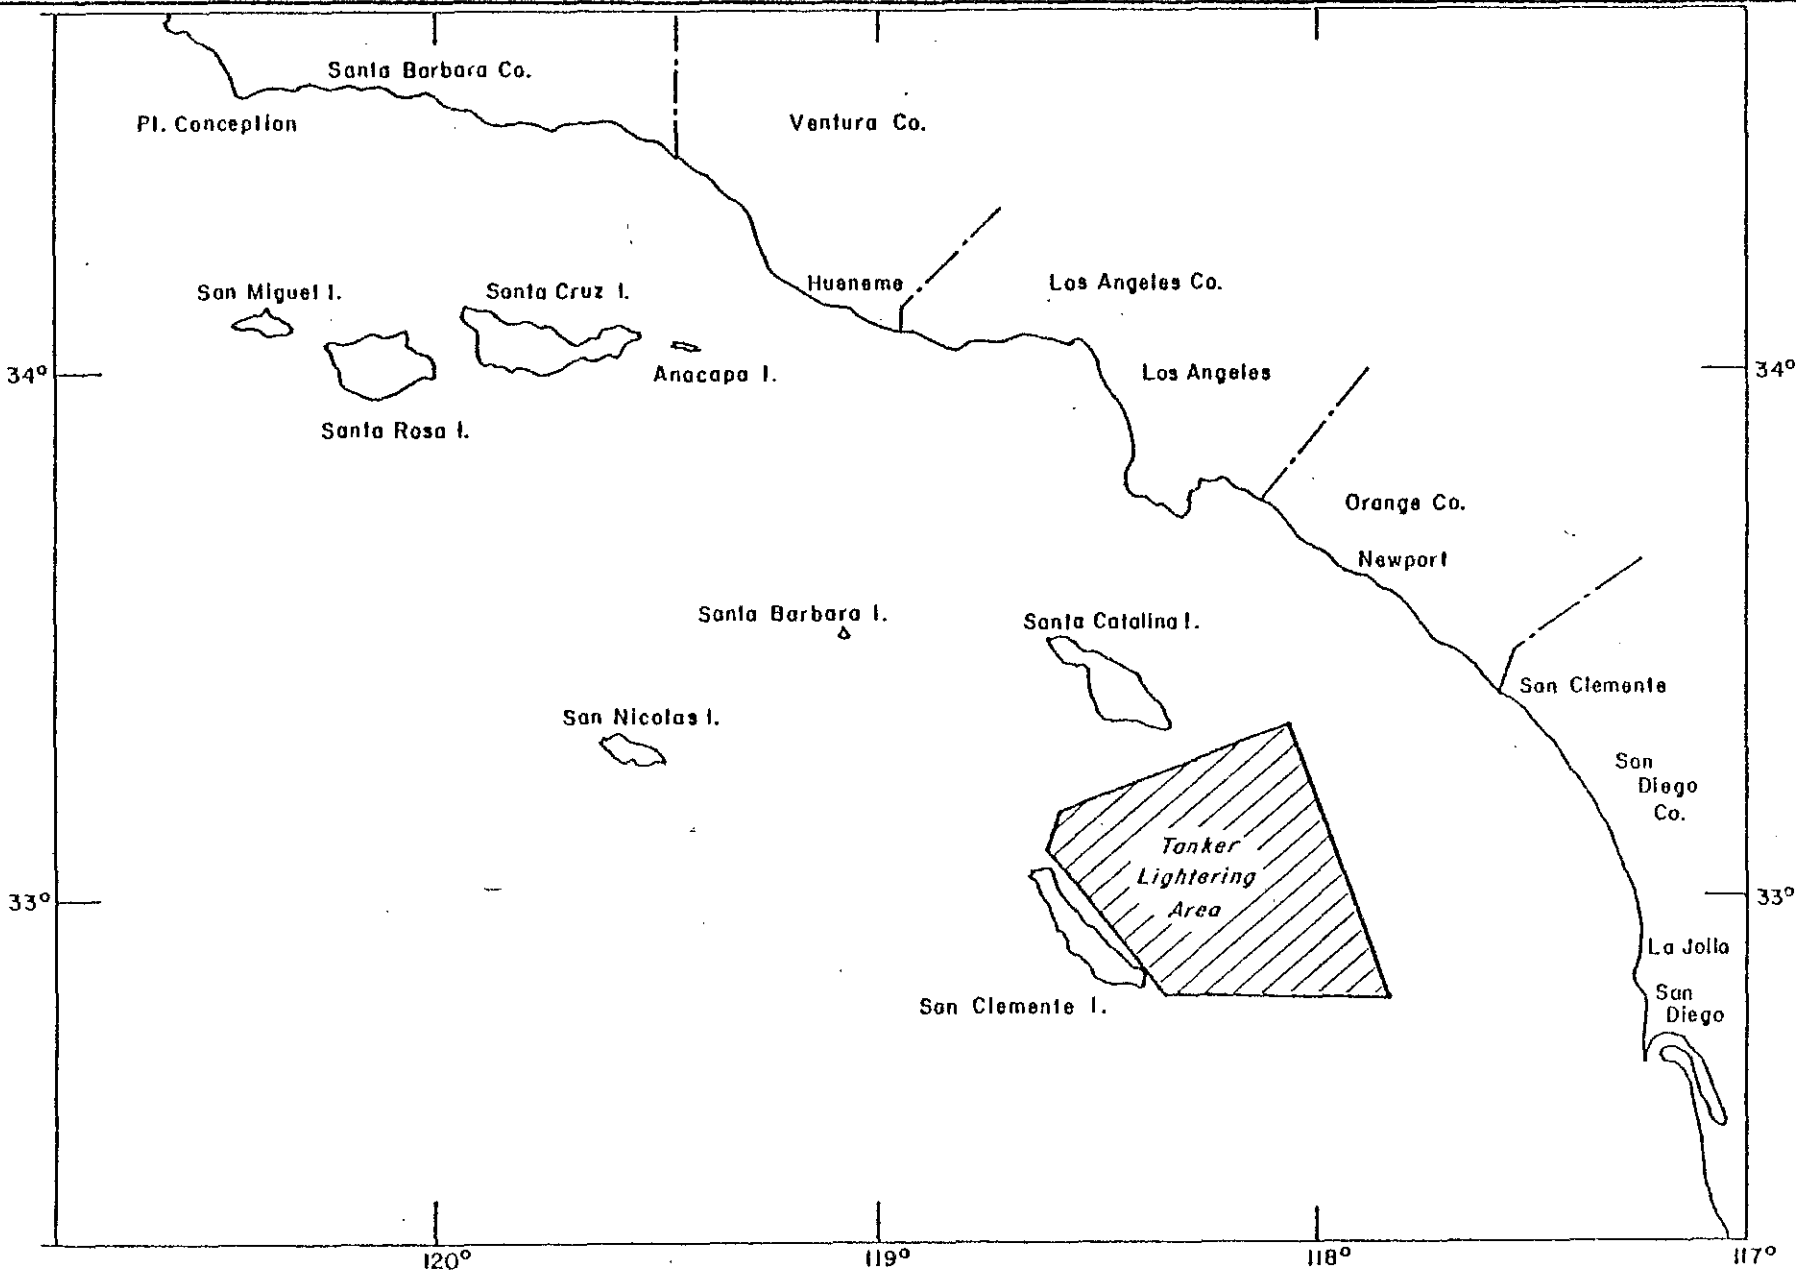 Santa Barbara Co.
Pt. Conception
Ventura Co.
San Miguel I.
Santa Cruz I.
Hueneme
Los Angeles Co.
34°
Anacapa I.
Los Angeles
34°
Santa Rosa I.
Orange Co.
Newport
Santa Barbara I.
Santa Catalina I.
San Clemente
San Nicolas I.
San
Diego
Co.
Tanker
Lightering
Area
33°
33°
La Jolla
San Clemente I.
San
Diego
120°
119°
118°
117°